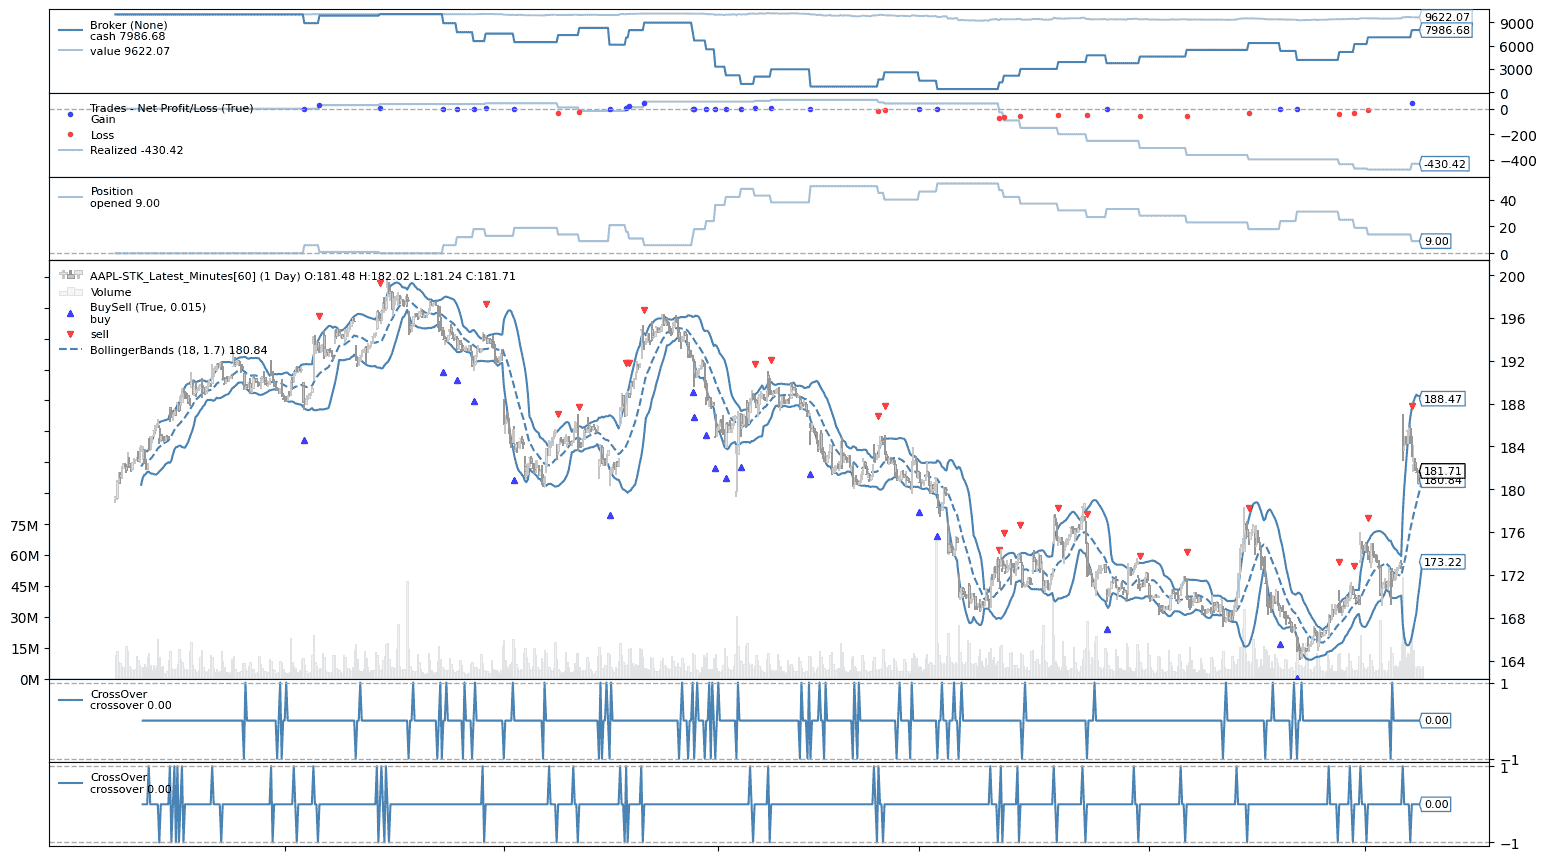 Broker (None)
cash 7986.68
value 9622.07
9622.07
7986.68
9000
6000
3000
0
Trades - Net Profit/Loss (True)
Gain
Loss
Realized -430.42
0
−200
−400
-430.42
Position
opened 9.00
40
20
0
9.00
AAPL-STK_Latest_Minutes[60] (1 Day) O:181.48 H:182.02 L:181.24 C:181.71
Volume
BuySell (True, 0.015)
buy
sell
BollingerBands (18, 1.7) 180.84
200
196
192
188
184
180
176
172
168
164
188.47
181.71
180.84
173.22
75M
60M
45M
30M
15M
0M
CrossOver
crossover 0.00
1
0.00
−1
CrossOver
crossover 0.00
1
0.00
−1